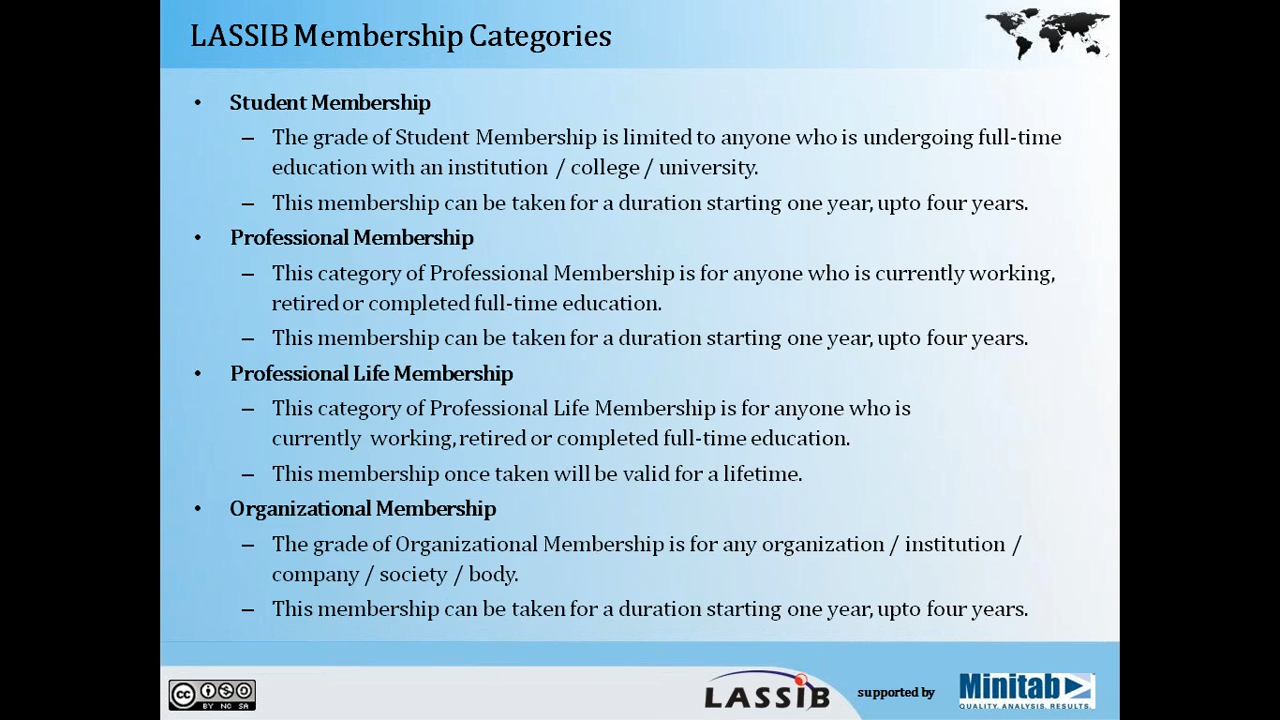 LASSIB Membership Categories
• Student Membership
– The grade of Student Membership is limited to anyone who is undergoing full-time
education with an institution / college / university.
– This membership can be taken for a duration starting one year, upto four years.
• Professional Membership
– This category of Professional Membership is for anyone who is currently working,
retired or completed full-time education.
– This membership can be taken for a duration starting one year, upto four years.
• Professional Life Membership
– This category of Professional Life Membership is for anyone who is
currently working, retired or completed full-time education.
– This membership once taken will be valid for a lifetime.
• Organizational Membership
– The grade of Organizational Membership is for any organization / institution /
company / society / body.
– This membership can be taken for a duration starting one year, upto four years.
cc BY NC SA
LASSIB supported by Minitab
QUALITY. ANALYSIS. RESULTS.